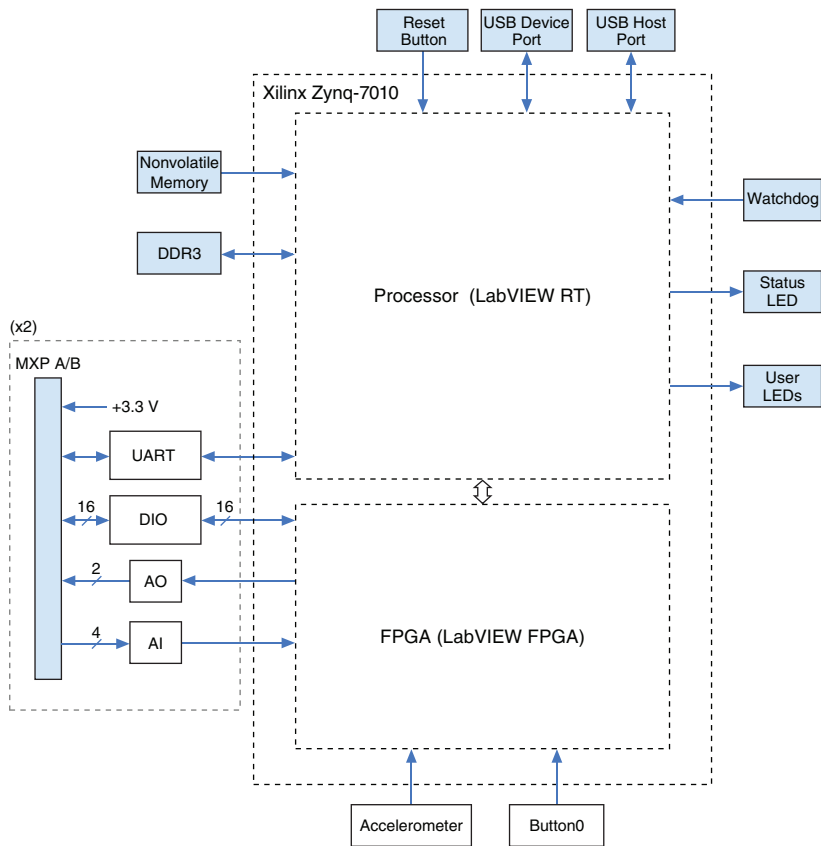 Reset
Button
USB Device
Port
USB Host
Port
Xilinx Zynq-7010
Nonvolatile
Memory
Watchdog
DDR3
Processor (LabVIEW RT)
Status
LED
(x2)
MXP A/B
User
LEDs
+3.3 V
UART
16
DIO
16
2
AO
4
AI
FPGA (LabVIEW FPGA)
Accelerometer
Button0